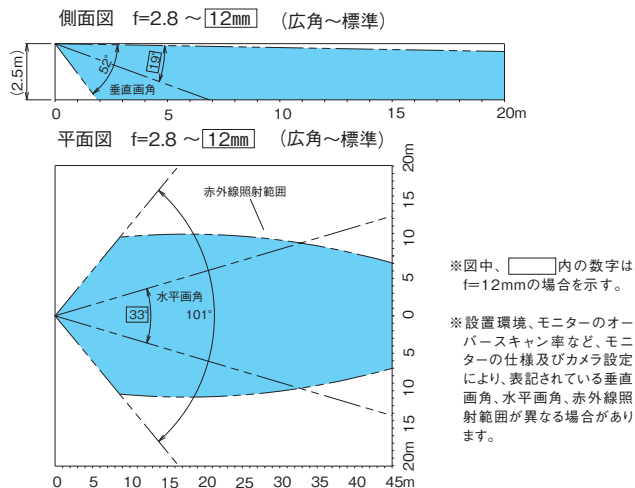 側面図 f=2.8 ～ 12mm (広角～標準)
(2.5m)
52°
19°
垂直画角
0 5 10 15 20m
平面図 f=2.8 ～ 12mm (広角～標準)
赤外線照射範囲
水平画角
33°
101°
20m
15
10
5
0
5
10
15
20m
0 5 10 15 20 25 30 35 40 45m
※図中、 内の数字は
f=12mmの場合を示す。
※設置環境、モニターのオー
バースキャン率など、モニ
ターの仕様及びカメラ設定
により、表記されている垂直
画角、水平画角、赤外線照
射範囲が異なる場合があり
ます。